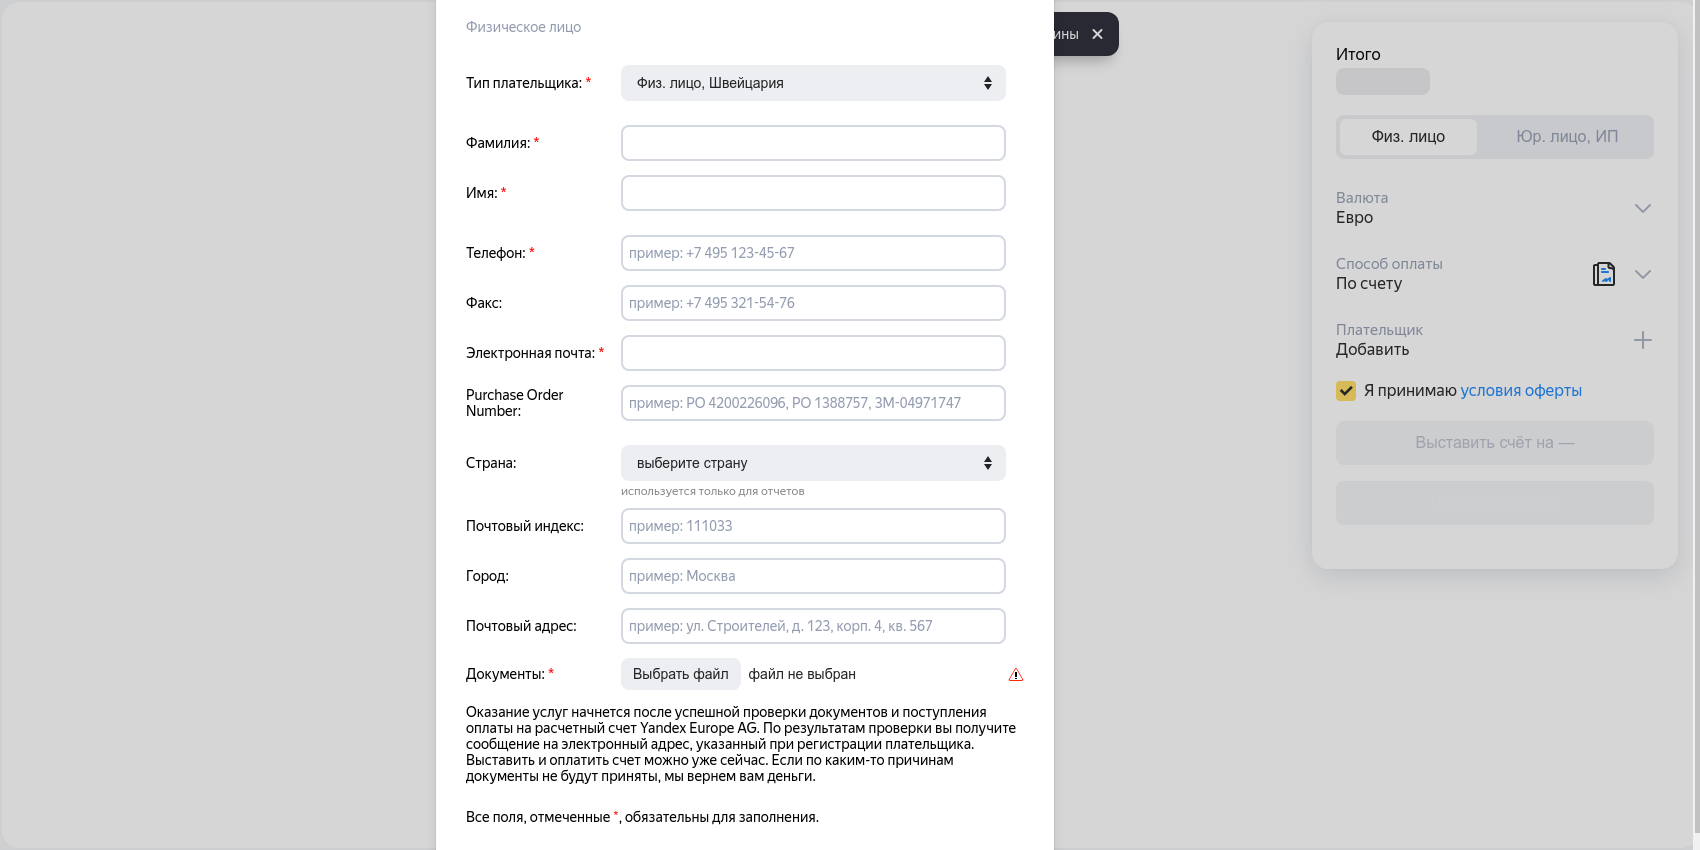 Физическое лицо
Тип плательщика: *
Физ. лицо, Швейцария
Фамилия: *
Имя: *
Телефон: *
пример: +7 495 123-45-67
Факс:
пример: +7 495 321-54-76
Электронная почта: *
Purchase Order
Number:
пример: PO 4200226096, PO 1388757, ЗМ-04971747
Страна:
выберите страну
используется только для отчетов
Почтовый индекс:
пример: 111033
Город:
пример: Москва
Почтовый адрес:
пример: ул. Строителей, д. 123, корп. 4, кв. 567
Документы: *
Выбрать файл
файл не выбран
Оказание услуг начнется после успешной проверки документов и поступления
оплаты на расчетный счет Yandex Europe AG. По результатам проверки вы получите
сообщение на электронный адрес, указанный при регистрации плательщика.
Выставить и оплатить счет можно уже сейчас. Если по каким-то причинам
документы не будут приняты, мы вернем вам деньги.
Все поля, отмеченные *, обязательны для заполнения.
ины
Итого
Физ. лицо
Юр. лицо, ИП
Валюта
Евро
Способ оплаты
По счету
Плательщик
Добавить
Я принимаю условия оферты
Выставить счёт на —